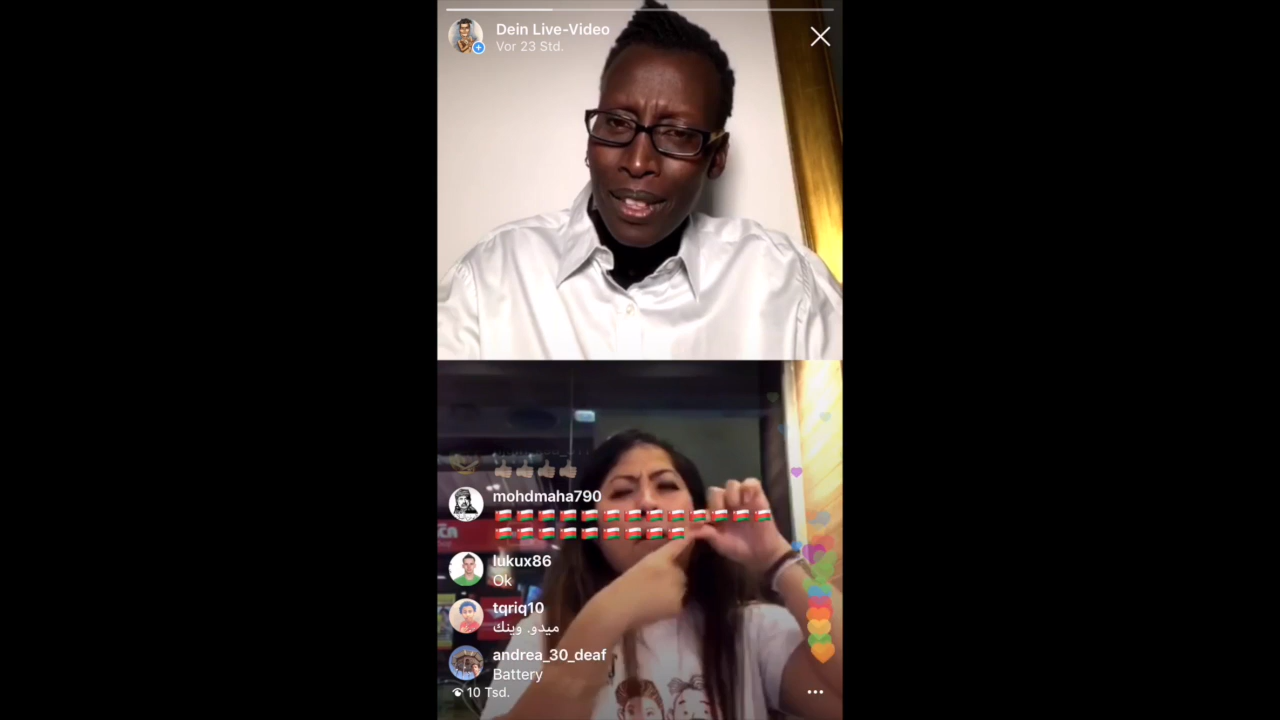 Dein Live-Video
Vor 23 Std.
mohdmaha790
lukux86
Ok
tqriq10
ميدو. وينك
andrea_30_deaf
Battery
10 Tsd.